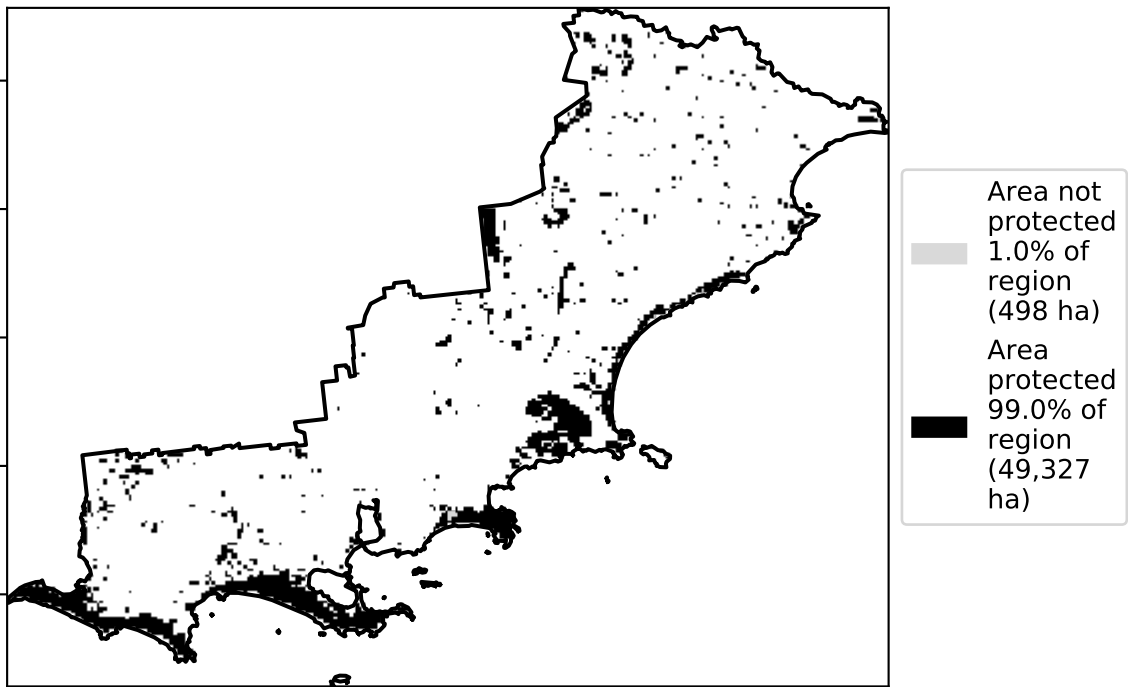 Area not
protected
1.0% of
region
(498 ha)
Area
protected
99.0% of
region
(49,327
ha)